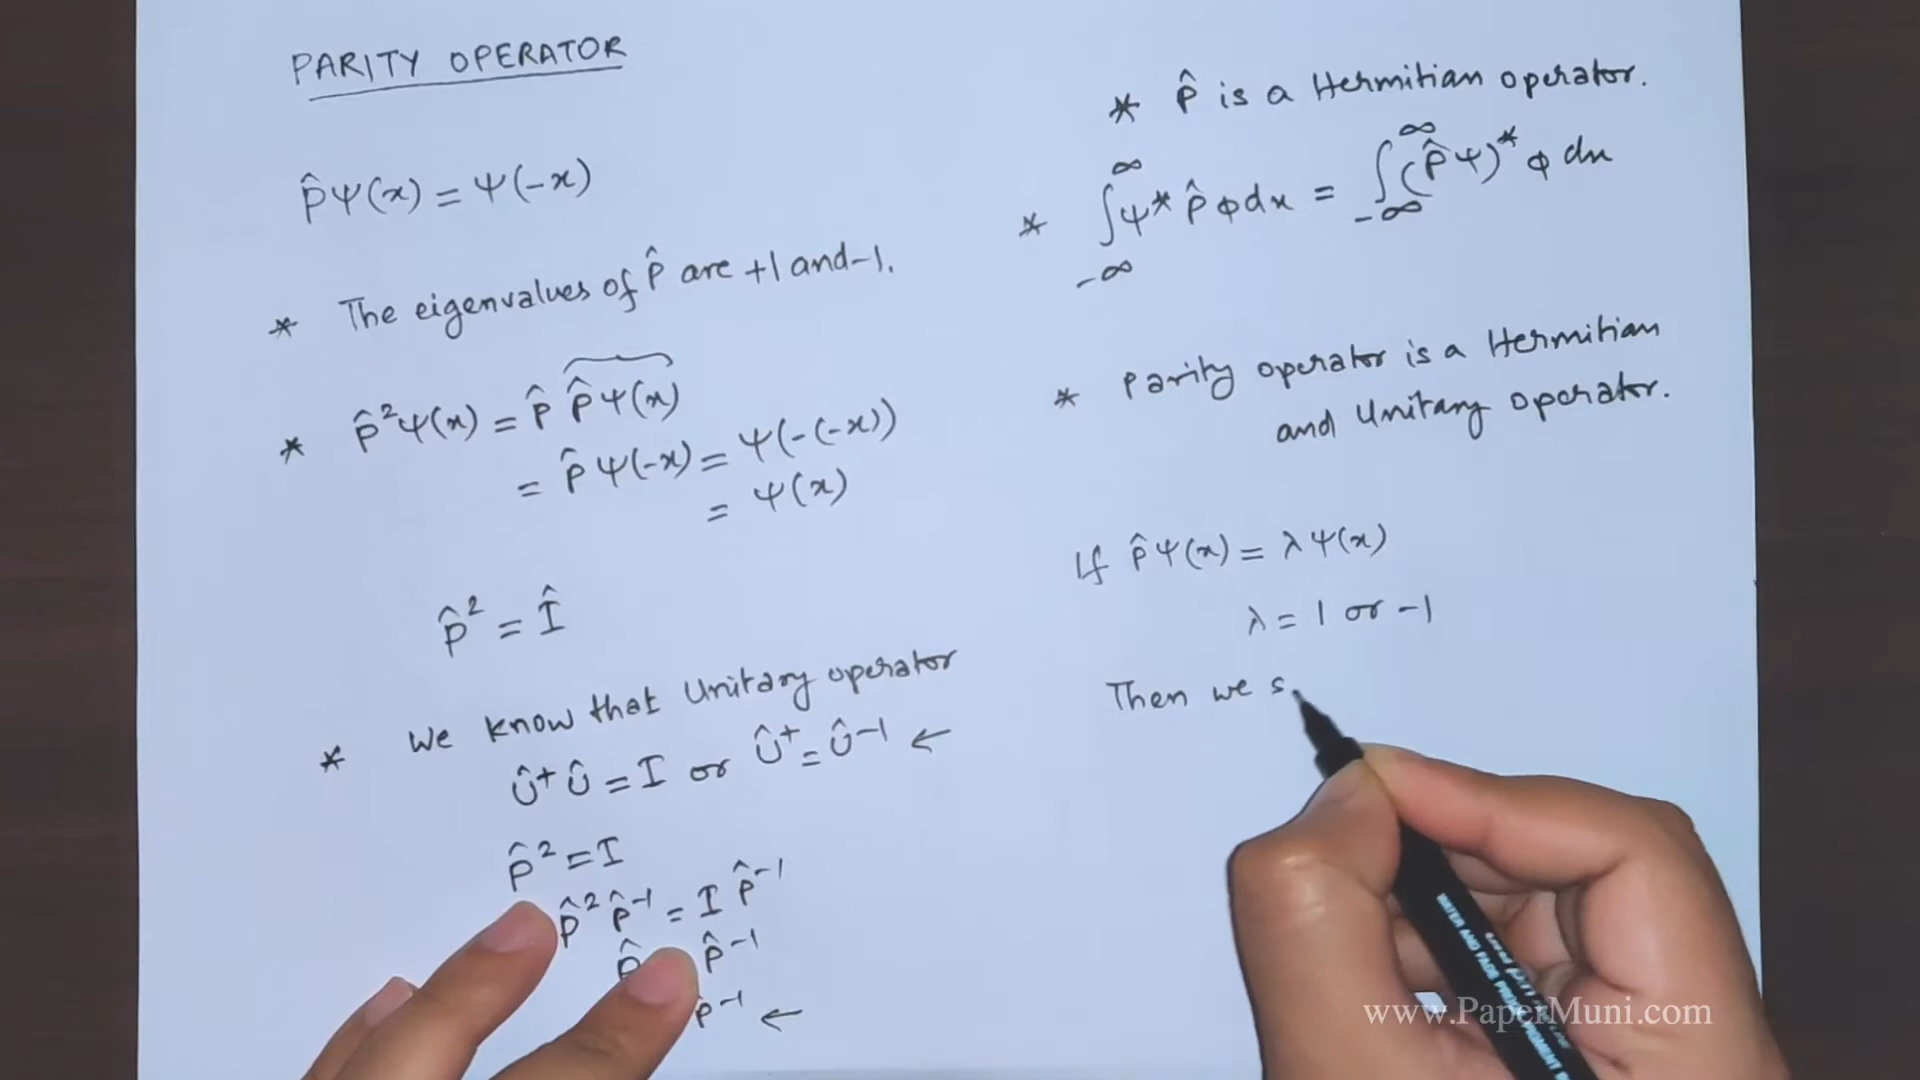 PARITY OPERATOR
P̂Ψ(x) = Ψ(-x)
* The eigenvalues of P̂ are +1 and -1.
* P̂²Ψ(x) = P̂ P̂Ψ(x)
= P̂Ψ(-x) = Ψ(-(-x))
= Ψ(x)
P̂² = Î
* We know that Unitary operator
Û⁺Û = I or Û⁺ = Û⁻¹ ←
P̂² = I
P̂² P̂⁻¹ = I P̂⁻¹
P̂ P̂⁻¹
P⁻¹ ←
* P̂ is a Hermitian operator.
* ∫_{-∞}^{∞} Ψ* P̂ φ dx = ∫_{-∞}^{∞} (P̂Ψ)* φ dx
* Parity operator is a Hermitian
and Unitary operator.
If P̂Ψ(x) = λΨ(x)
λ = 1 or -1
Then we s
www.PaperMuni.com